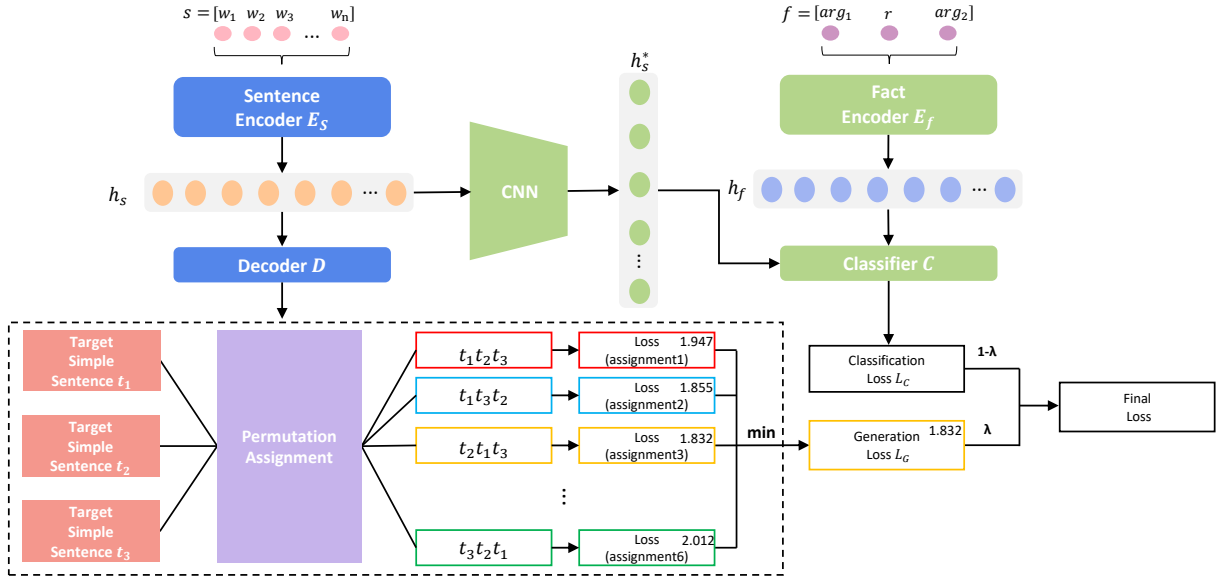 s = [w₁ w₂ w₃ ... wₙ]
f = [arg₁ r arg₂]
Sentence
Encoder E_S
h_s^*
Fact
Encoder E_f
h_s
...
CNN
h_f
...
Decoder D
Classifier C
Target
Simple
Sentence t₁
Target
Simple
Sentence t₂
Target
Simple
Sentence t₃
Permutation
Assignment
t₁t₂t₃
Loss 1.947
(assignment1)
t₁t₃t₂
Loss 1.855
(assignment2)
t₂t₁t₃
Loss 1.832
(assignment3)
t₃t₂t₁
Loss 2.012
(assignment6)
min
Classification
Loss L_C
1-λ
Generation 1.832
Loss L_G
λ
Final
Loss